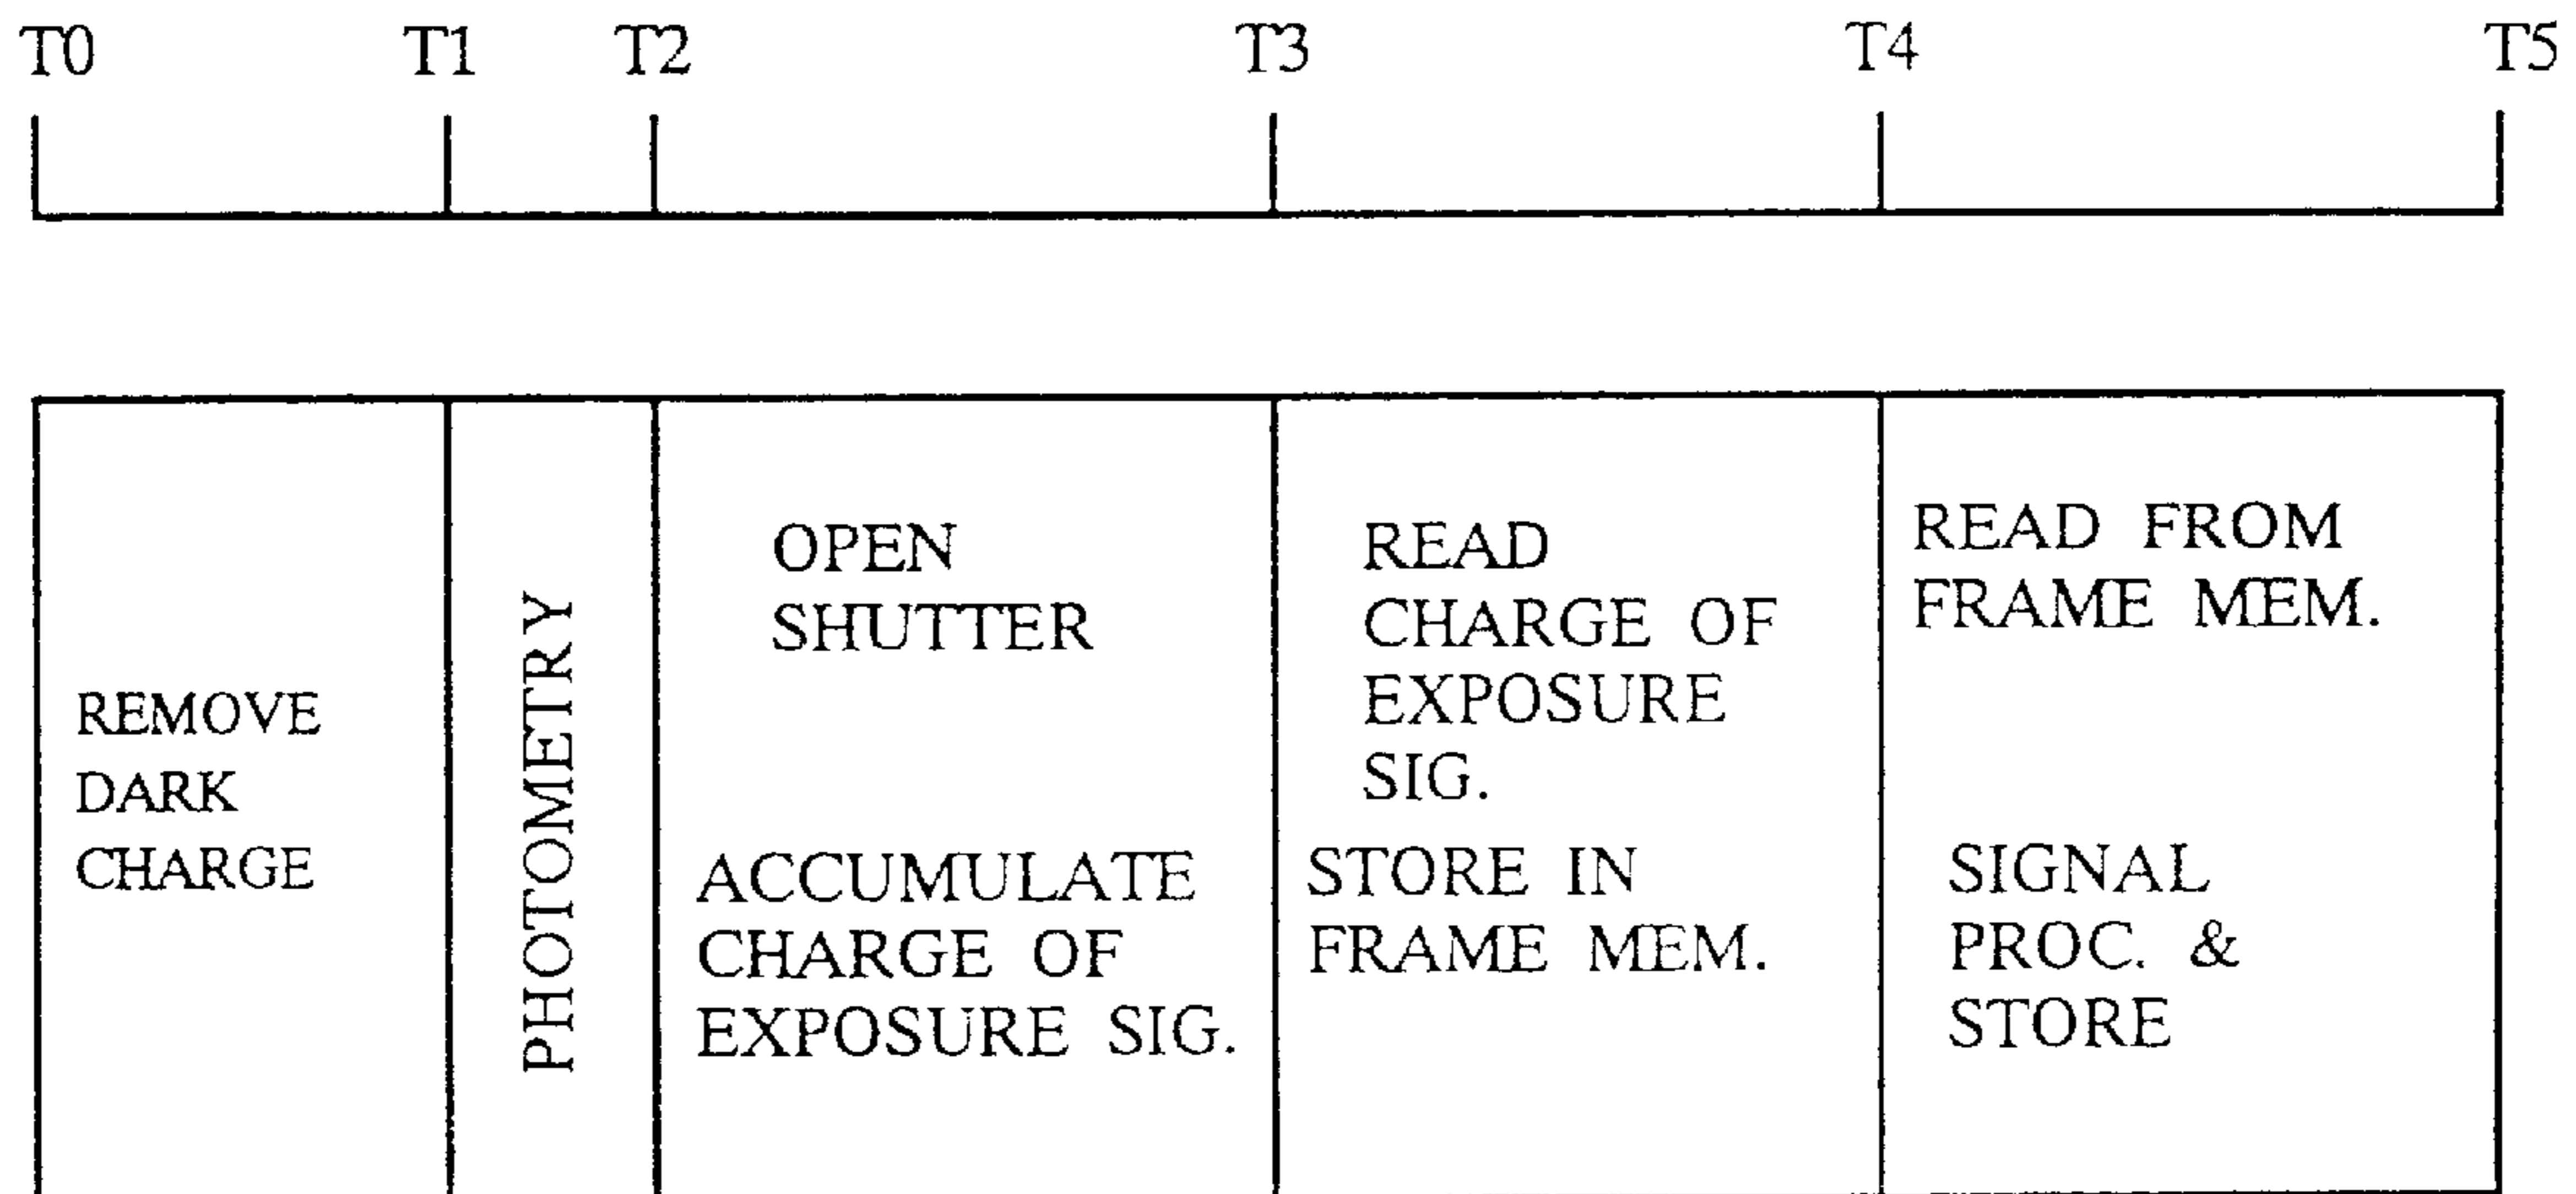 T0 T1 T2 T3 T4 T5
REMOVE
DARK
CHARGE
PHOTOMETRY
OPEN
SHUTTER
ACCUMULATE
CHARGE OF
EXPOSURE SIG.
READ
CHARGE OF
EXPOSURE
SIG.
STORE IN
FRAME MEM.
READ FROM
FRAME MEM.
SIGNAL
PROC. &
STORE